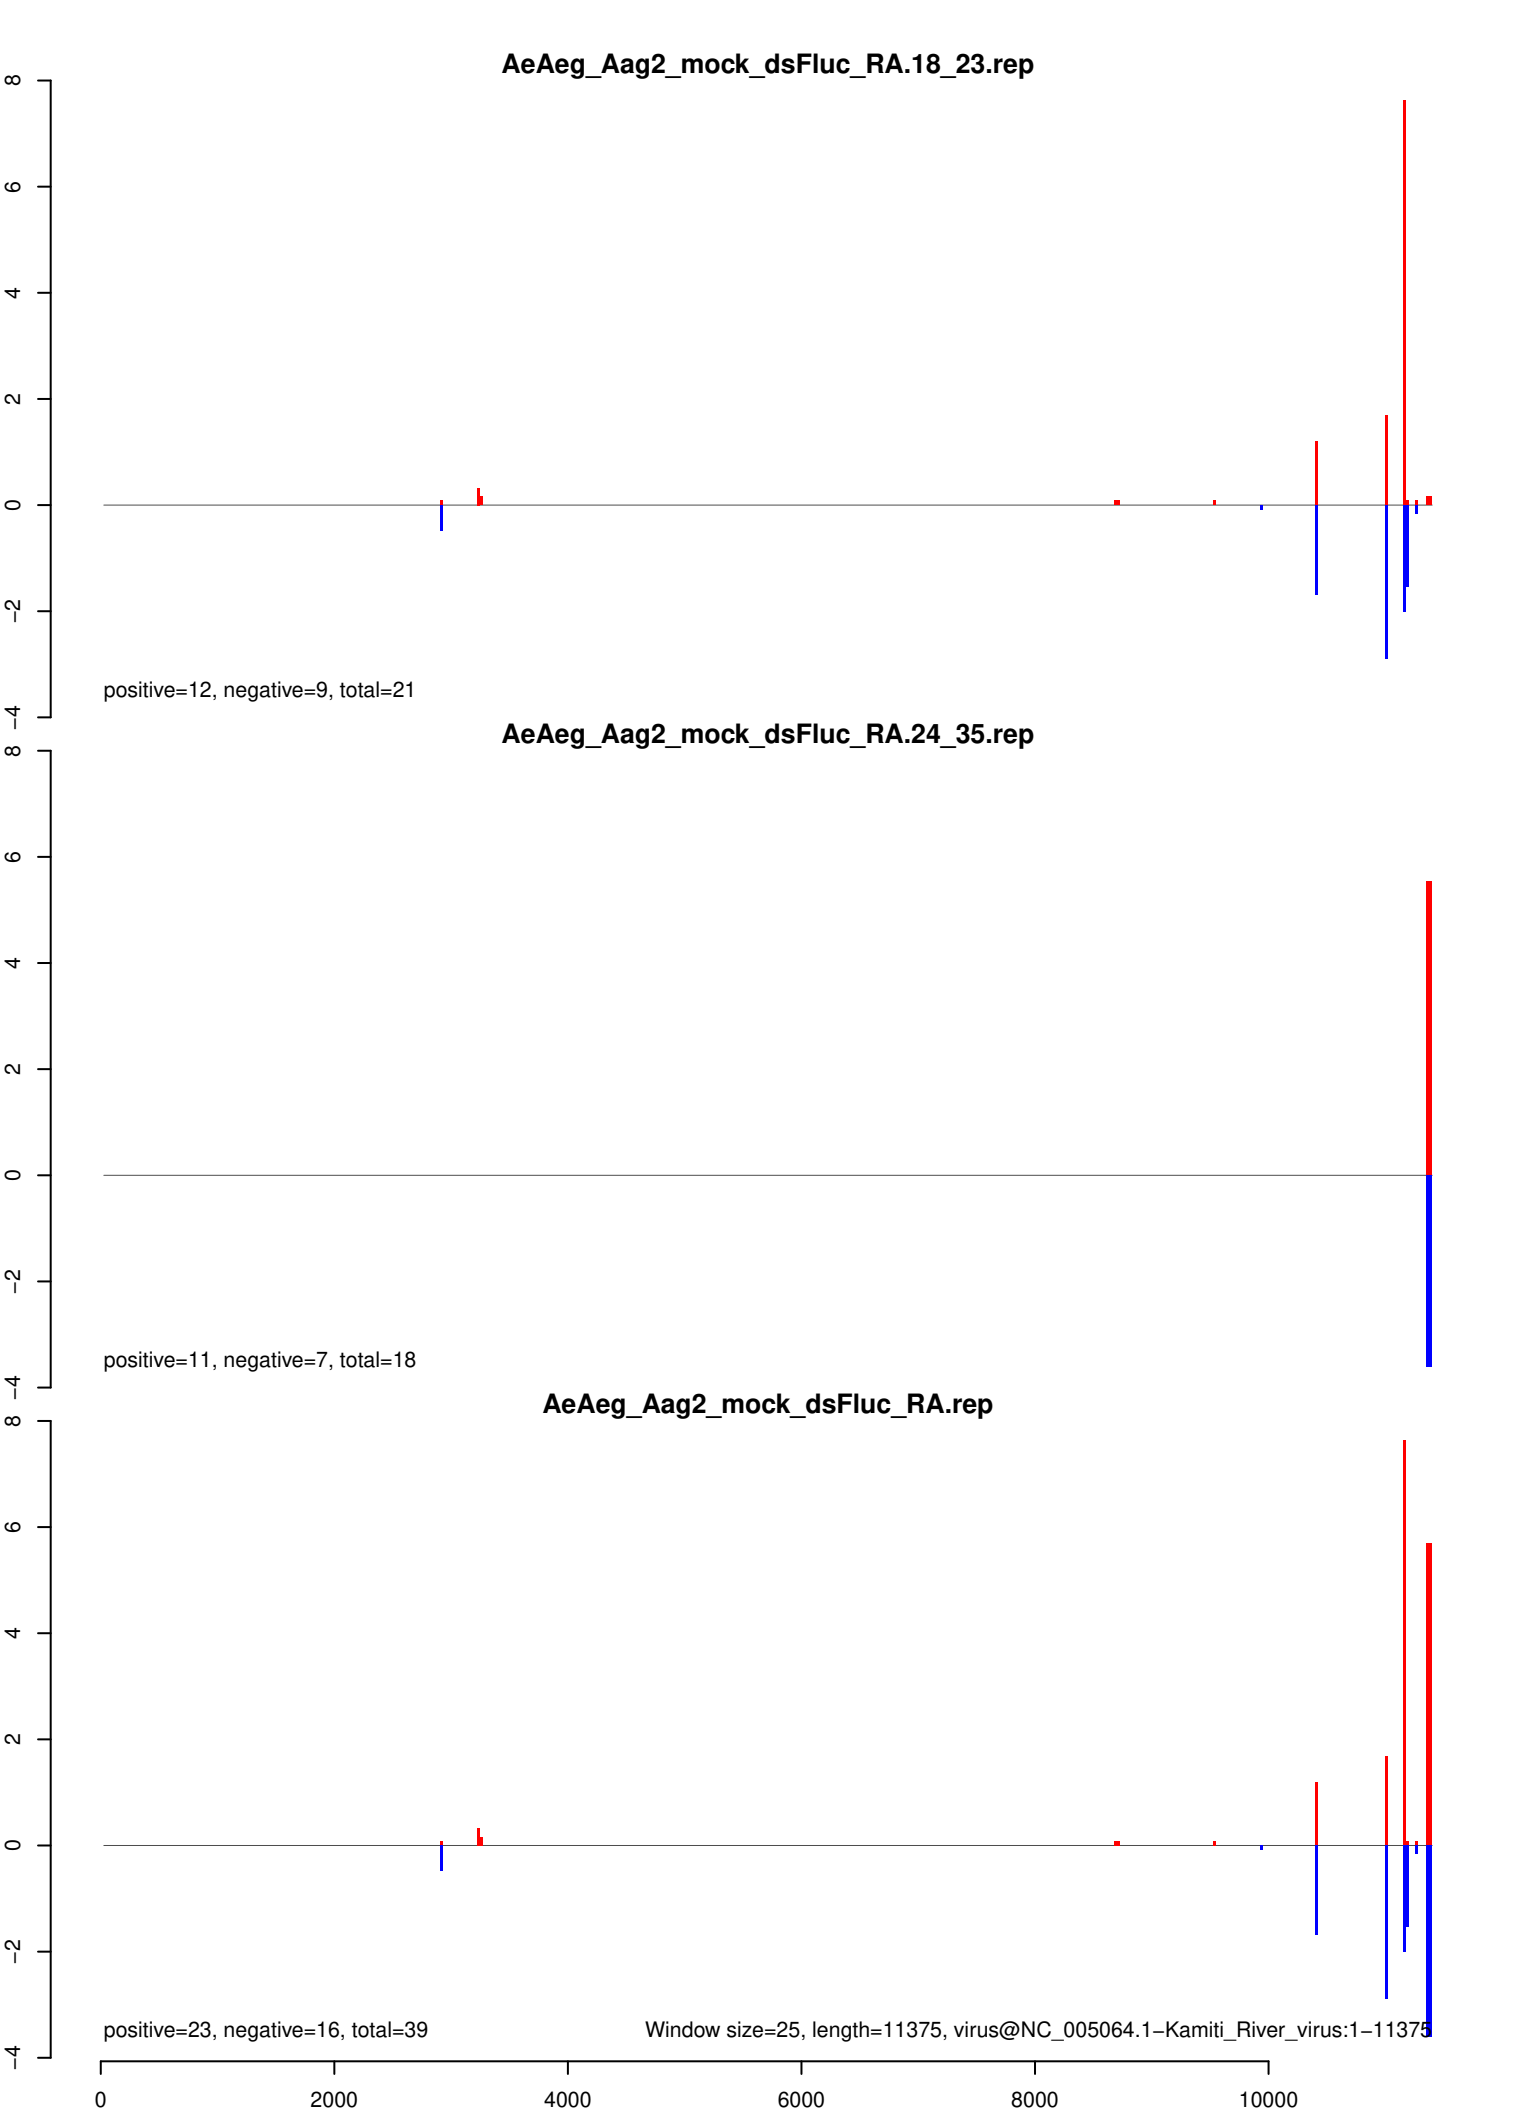 AeAeg_Aag2_mock_dsFluc_RA.18_23.rep
8
6
4
2
0
−2
−4
positive=12, negative=9, total=21
AeAeg_Aag2_mock_dsFluc_RA.24_35.rep
8
6
4
2
0
−2
−4
positive=11, negative=7, total=18
AeAeg_Aag2_mock_dsFluc_RA.rep
8
6
4
2
0
−2
−4
positive=23, negative=16, total=39
Window size=25, length=11375, virus@NC_005064.1−Kamiti_River_virus:1−11375
0 2000 4000 6000 8000 10000